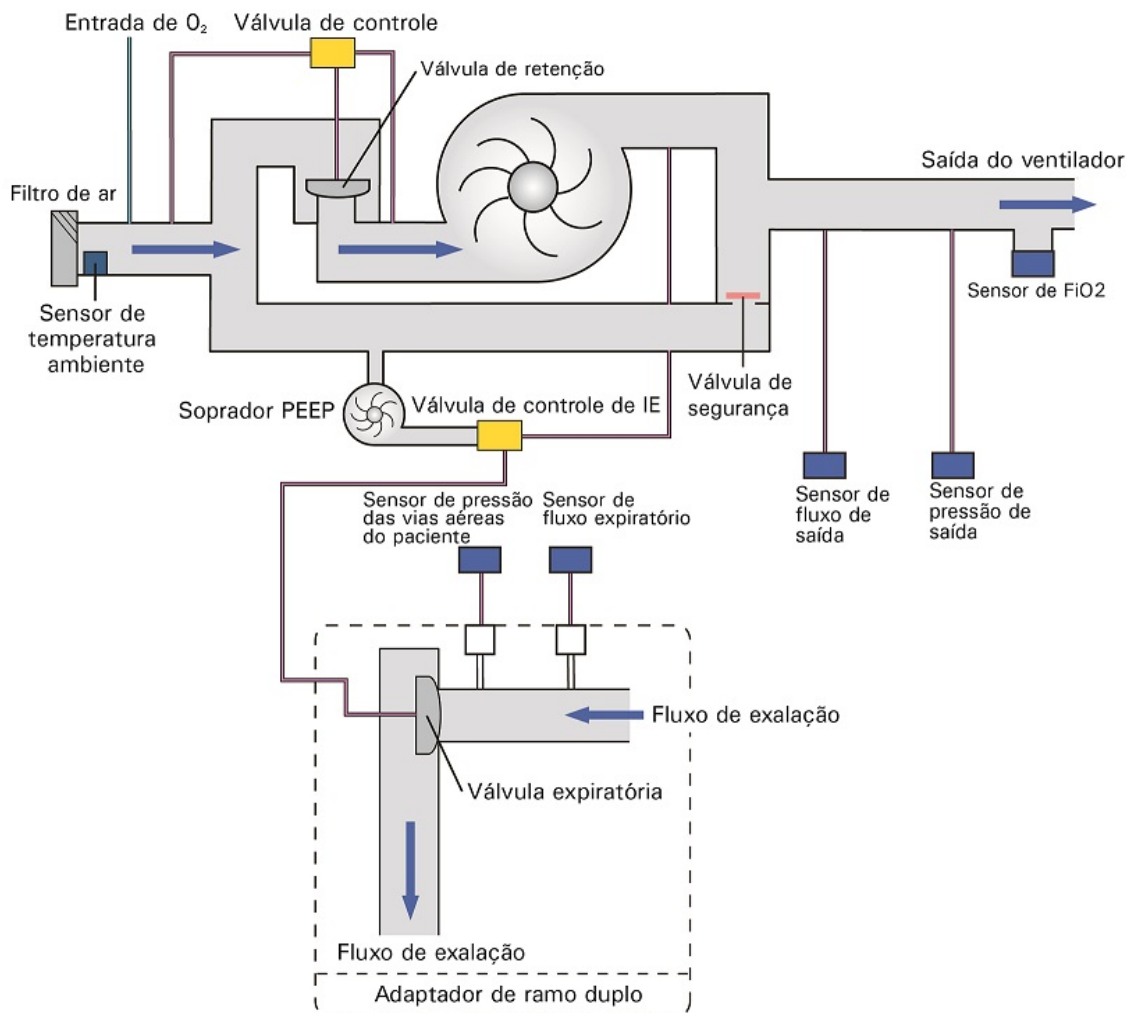 Entrada de O₂
Válvula de controle
Válvula de retenção
Filtro de ar
Saída do ventilador
Sensor de
temperatura
ambiente
Sensor de FiO2
Soprador PEEP
Válvula de controle de IE
Válvula de
segurança
Sensor de pressão
das vias aéreas
do paciente
Sensor de
fluxo expiratório
Sensor de
fluxo de
saída
Sensor de
pressão de
saída
Fluxo de exalação
Válvula expiratória
Fluxo de exalação
Adaptador de ramo duplo